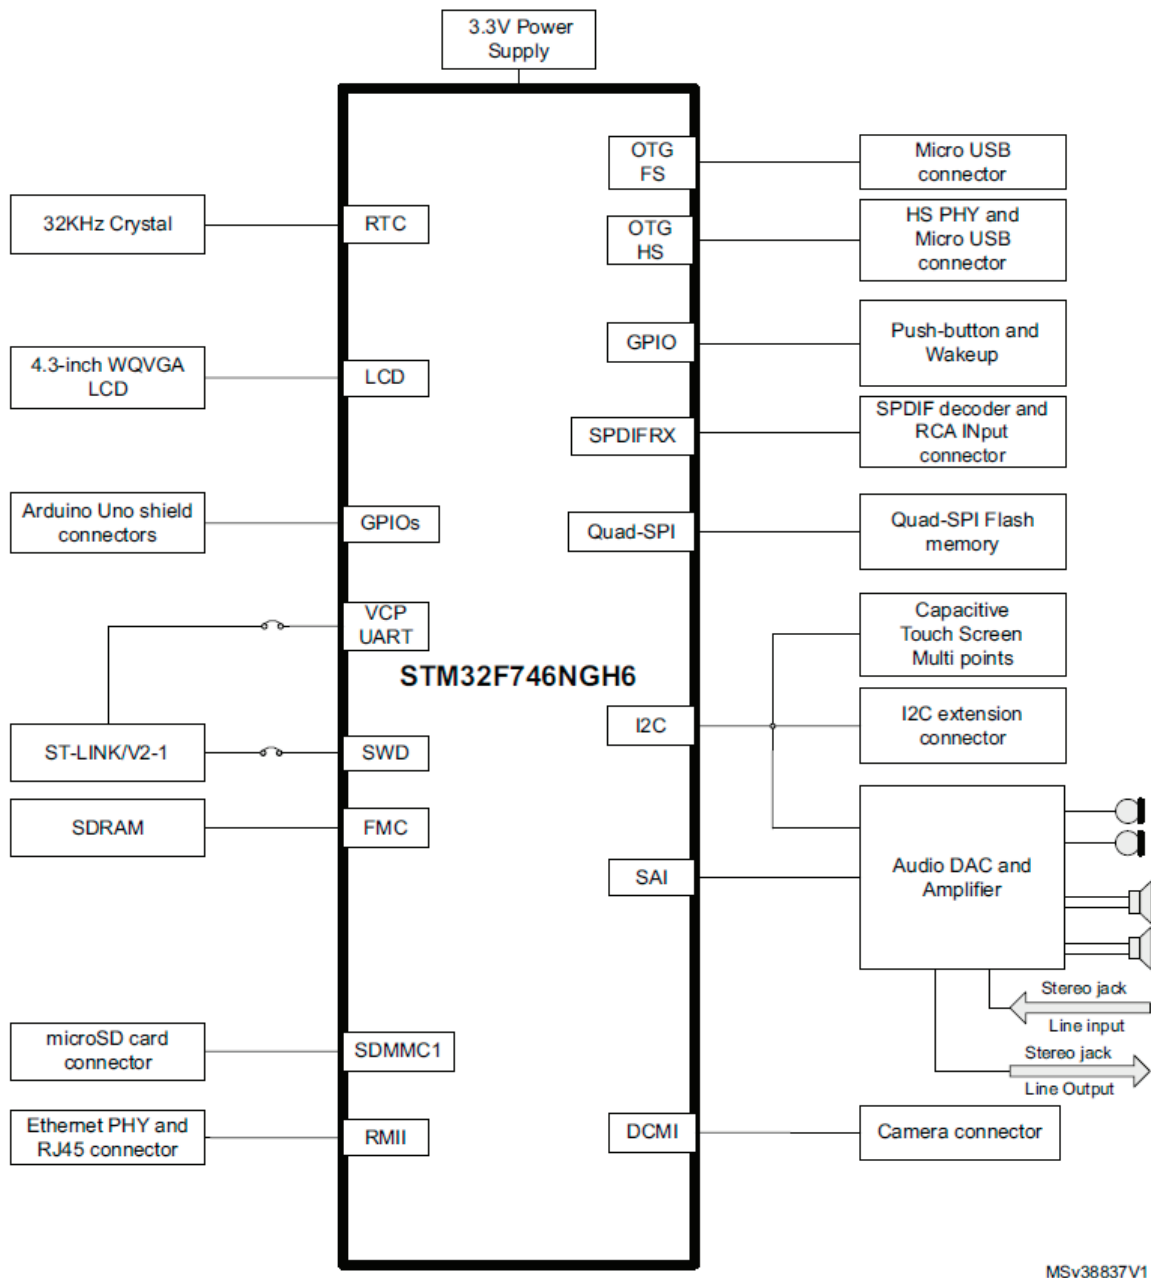 3.3V Power
Supply
OTG
FS
Micro USB
connector
32KHz Crystal
RTC
OTG
HS
HS PHY and
Micro USB
connector
GPIO
Push-button and
Wakeup
4.3-inch WQVGA
LCD
LCD
SPDIFRX
SPDIF decoder and
RCA INput
connector
Arduino Uno shield
connectors
GPIOs
Quad-SPI
Quad-SPI Flash
memory
VCP
UART
Capacitive
Touch Screen
Multi points
STM32F746NGH6
I2C
I2C extension
connector
ST-LINK/V2-1
SWD
SDRAM
FMC
SAI
Audio DAC and
Amplifier
Stereo jack
Line input
Stereo jack
Line Output
microSD card
connector
SDMMC1
Ethernet PHY and
RJ45 connector
RMII
DCMI
Camera connector
MSv38837V1